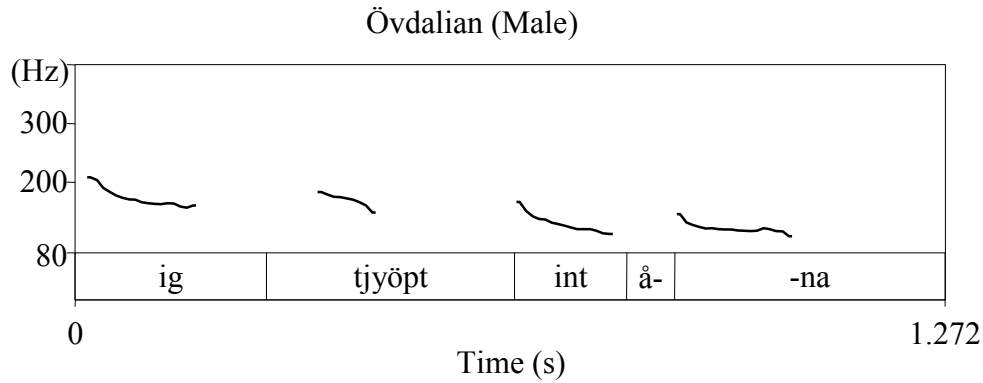 Övdalian (Male)
(Hz)
300
200
80
ig tjyöpt int å- -na
0 1.272
Time (s)